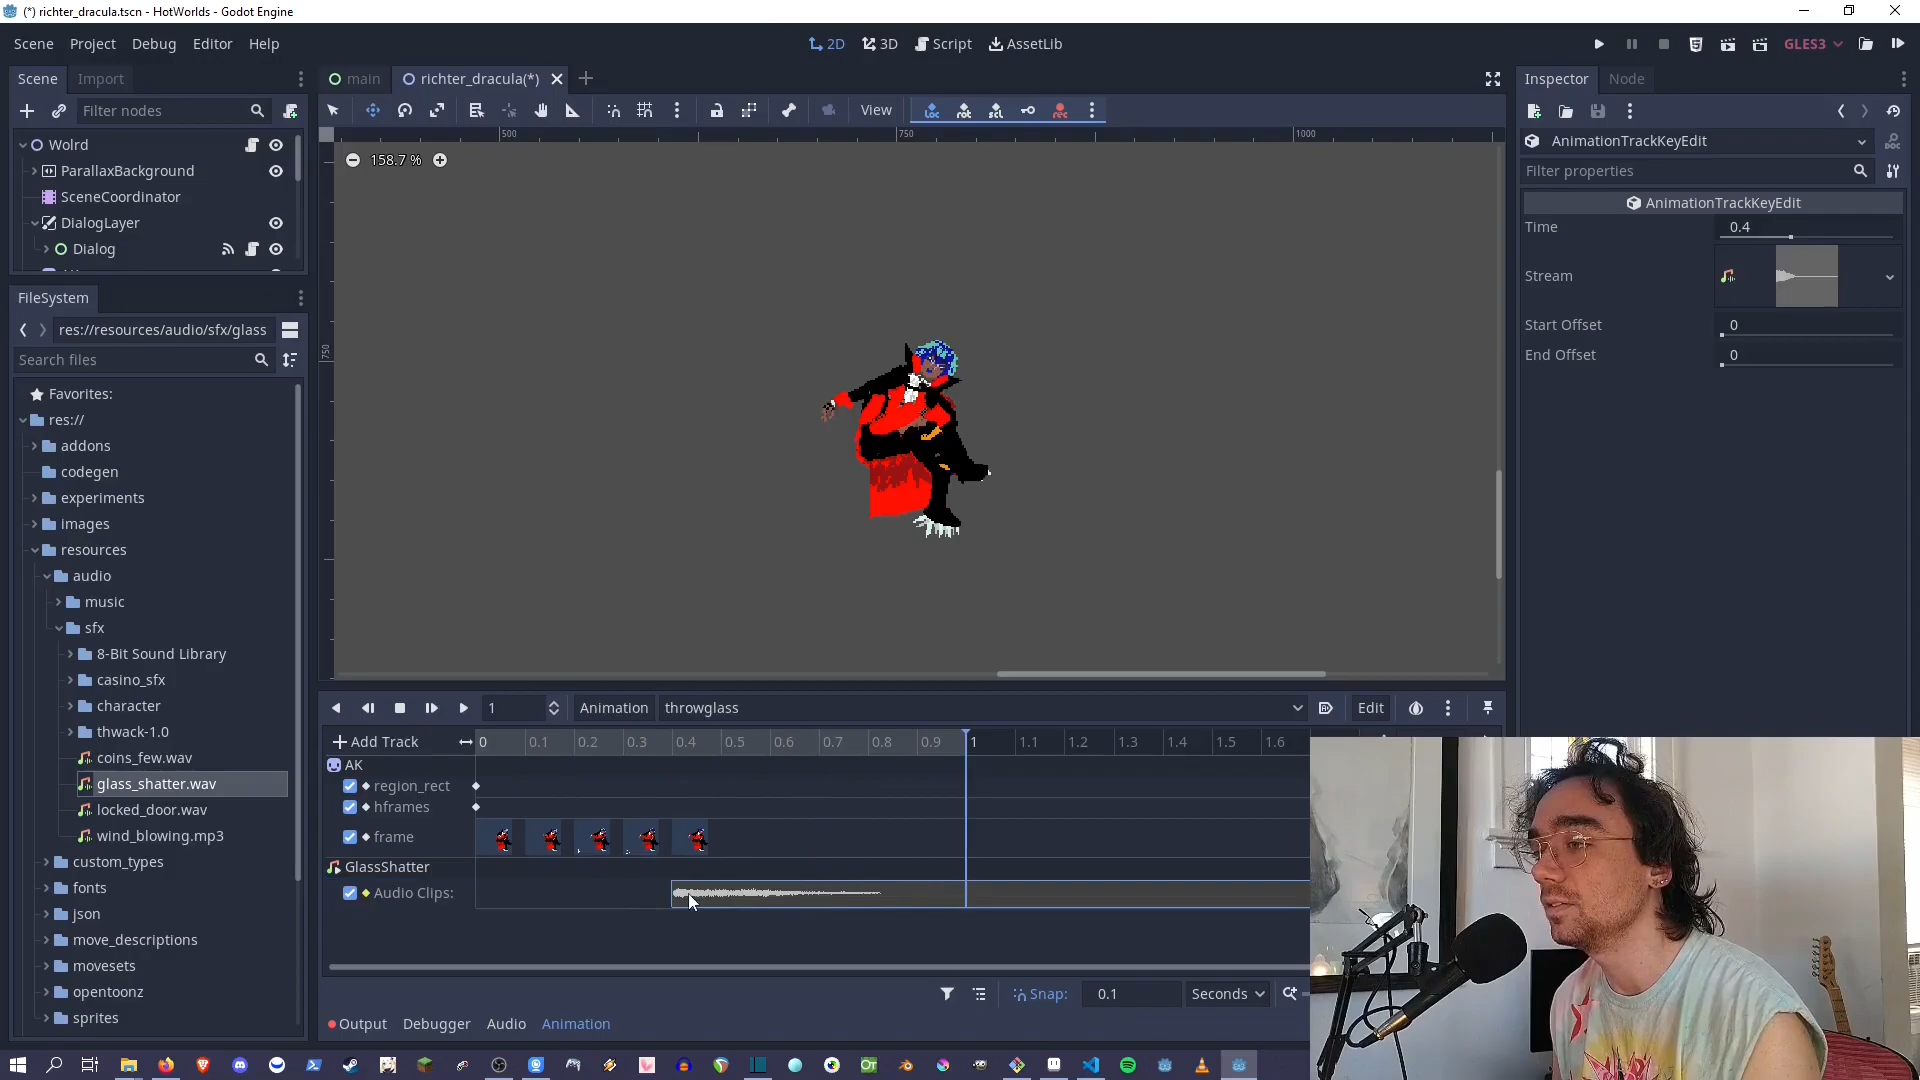 (*) richter_dracula.tscn - HotWorlds - Godot Engine
Scene Project Debug Editor Help
2D 3D Script AssetLib
GLES3
Scene Import
main richter_dracula(*)
Inspector Node
Filter nodes
View
500 750 1000
750
158.7 %
Wolrd
ParallaxBackground
SceneCoordinator
DialogLayer
Dialog
FileSystem
res://resources/audio/sfx/glass
Search files
Favorites:
res://
addons
codegen
experiments
images
resources
audio
music
sfx
8-Bit Sound Library
casino_sfx
character
thwack-1.0
coins_few.wav
glass_shatter.wav
locked_door.wav
wind_blowing.mp3
custom_types
fonts
json
move_descriptions
movesets
opentoonz
sprites
AnimationTrackKeyEdit
DOC
Filter properties
AnimationTrackKeyEdit
Time 0.4
Stream
Start Offset 0
End Offset 0
loc rot scl rec
1 Animation throwglass Edit
Add Track 0 0.1 0.2 0.3 0.4 0.5 0.6 0.7 0.8 0.9 1 1.1 1.2 1.3 1.4 1.5 1.6
AK
region_rect
hframes
frame
GlassShatter
Audio Clips:
Snap: 0.1 Seconds
Output Debugger Audio Animation